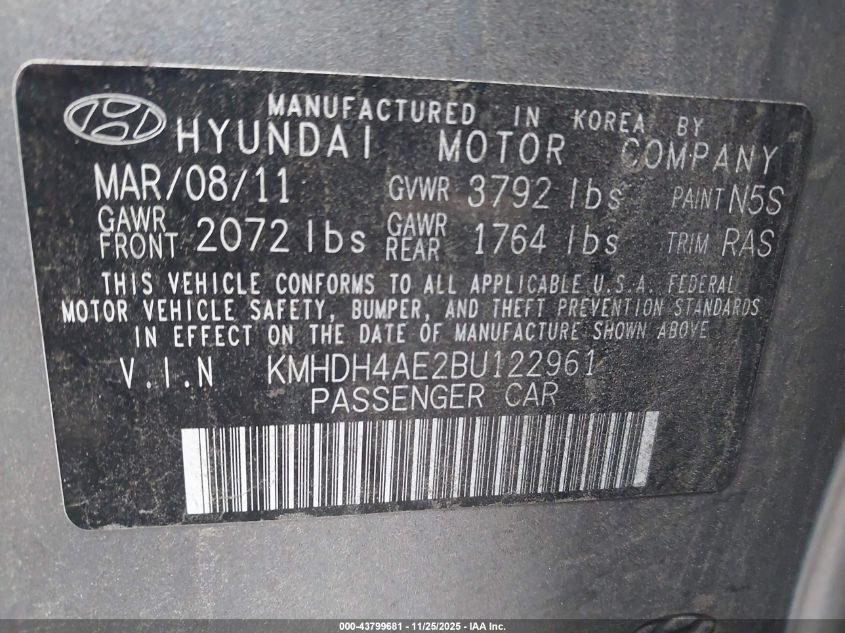 MANUFACTURED IN KOREA BY
HYUNDAI MOTOR COMPANY
MAR/08/11 GVWR 3792 lbs PAINT N5S
GAWR FRONT 2072 lbs GAWR REAR 1764 lbs TRIM RAS
THIS VEHICLE CONFORMS TO ALL APPLICABLE U.S.A. FEDERAL
MOTOR VEHICLE SAFETY, BUMPER, AND THEFT PREVENTION STANDARDS
IN EFFECT ON THE DATE OF MANUFACTURE SHOWN ABOVE
V.I.N KMHDH4AE2BU122961
PASSENGER CAR
000-43799681 - 11/25/2025 - IAA Inc.